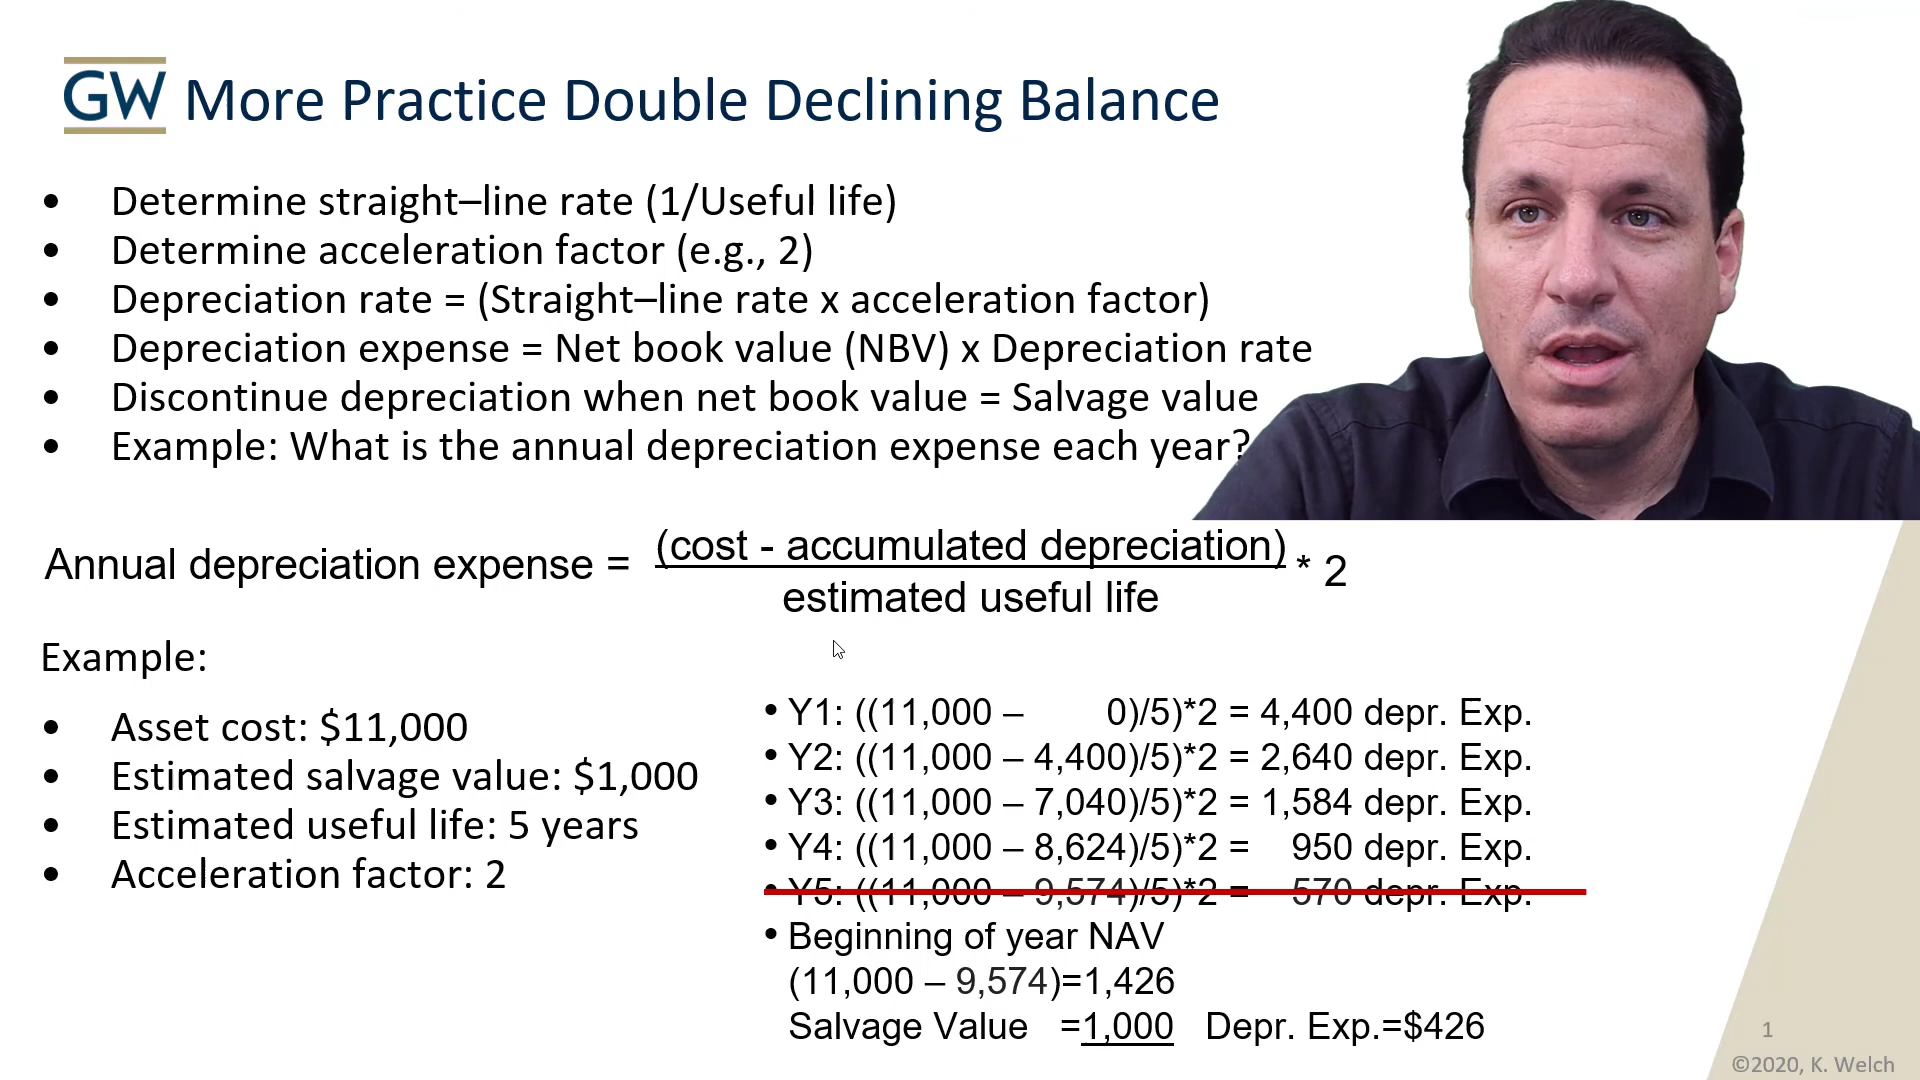 GW More Practice Double Declining Balance
• Determine straight–line rate (1/Useful life)
• Determine acceleration factor (e.g., 2)
• Depreciation rate = (Straight–line rate x acceleration factor)
• Depreciation expense = Net book value (NBV) x Depreciation rate
• Discontinue depreciation when net book value = Salvage value
• Example: What is the annual depreciation expense each year?
Annual depreciation expense = (cost - accumulated depreciation) * 2
estimated useful life
Example:
• Asset cost: $11,000
• Estimated salvage value: $1,000
• Estimated useful life: 5 years
• Acceleration factor: 2
• Y1: ((11,000 – 0)/5)*2 = 4,400 depr. Exp.
• Y2: ((11,000 – 4,400)/5)*2 = 2,640 depr. Exp.
• Y3: ((11,000 – 7,040)/5)*2 = 1,584 depr. Exp.
• Y4: ((11,000 – 8,624)/5)*2 = 950 depr. Exp.
• Y5: ((11,000 – 9,574)/5)*2 = 570 depr. Exp.
• Beginning of year NAV
(11,000 – 9,574)=1,426
Salvage Value =1,000 Depr. Exp.=$426
1
©2020, K. Welch